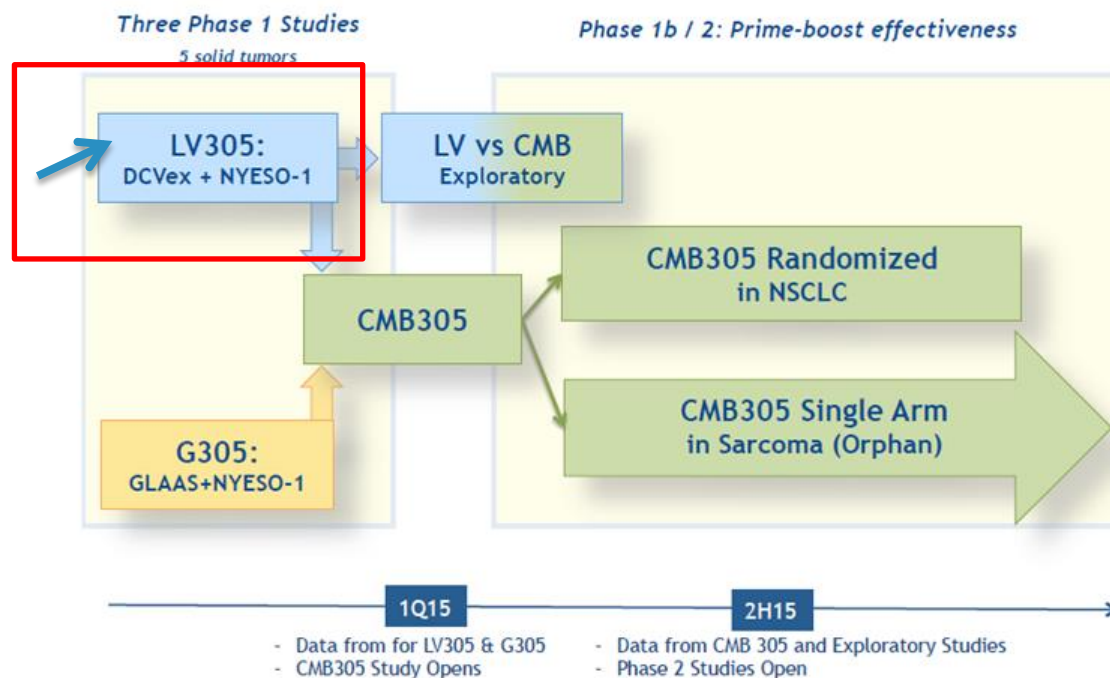 Three Phase 1 Studies
5 solid tumors
Phase 1b / 2: Prime-boost effectiveness
LV305:
DCVex + NYESO-1
LV vs CMB
Exploratory
CMB305 Randomized
in NSCLC
CMB305
CMB305 Single Arm
in Sarcoma (Orphan)
G305:
GLAAS+NYESO-1
1Q15
- Data from for LV305 & G305
- CMB305 Study Opens
2H15
- Data from CMB 305 and Exploratory Studies
- Phase 2 Studies Open